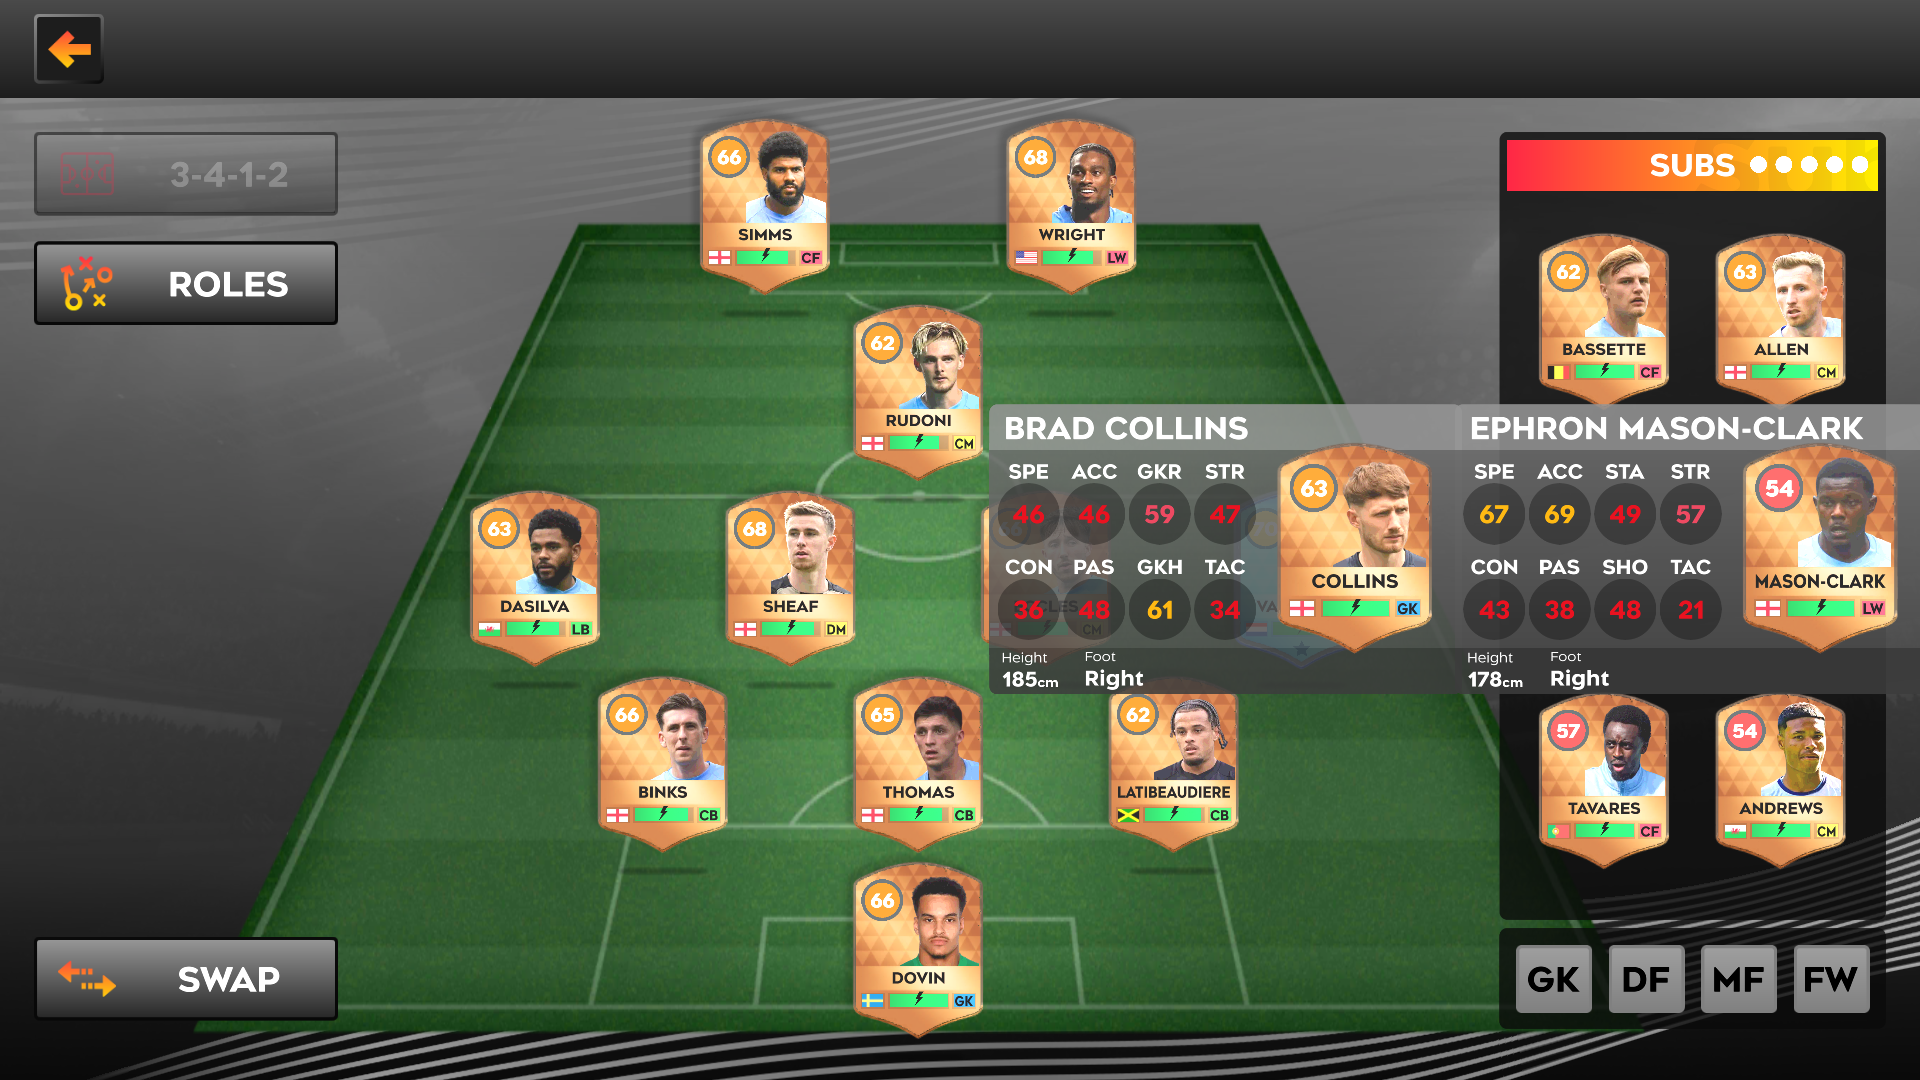 3-4-1-2
ROLES
66
SIMMS
CF
68
WRIGHT
LW
SUBS
62
BASSETTE
CF
63
ALLEN
CM
62
RUDONI
CM
BRAD COLLINS
SPE ACC GKR STR
46 46 59 47
CON PAS GKH TAC
36 48 61 34
Height Foot
185cm Right
63
COLLINS
GK
EPHRON MASON-CLARK
SPE ACC STA STR
67 69 49 57
CON PAS SHO TAC
43 38 48 21
Height Foot
178cm Right
54
MASON-CLARK
LW
63
DASILVA
LB
68
SHEAF
DM
CM
66
BINKS
CB
65
THOMAS
CB
62
LATIBEAUDIERE
CB
57
TAVARES
CF
54
ANDREWS
CM
66
DOVIN
GK
SWAP
GK DF MF FW